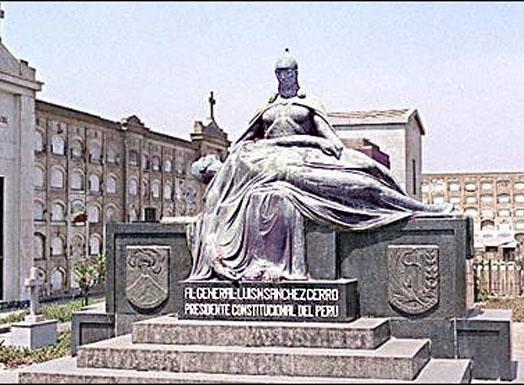 AL GENERAL LUIS M SANCHEZ CERRO
PRESIDENTE CONSTITUCIONAL DEL PERU